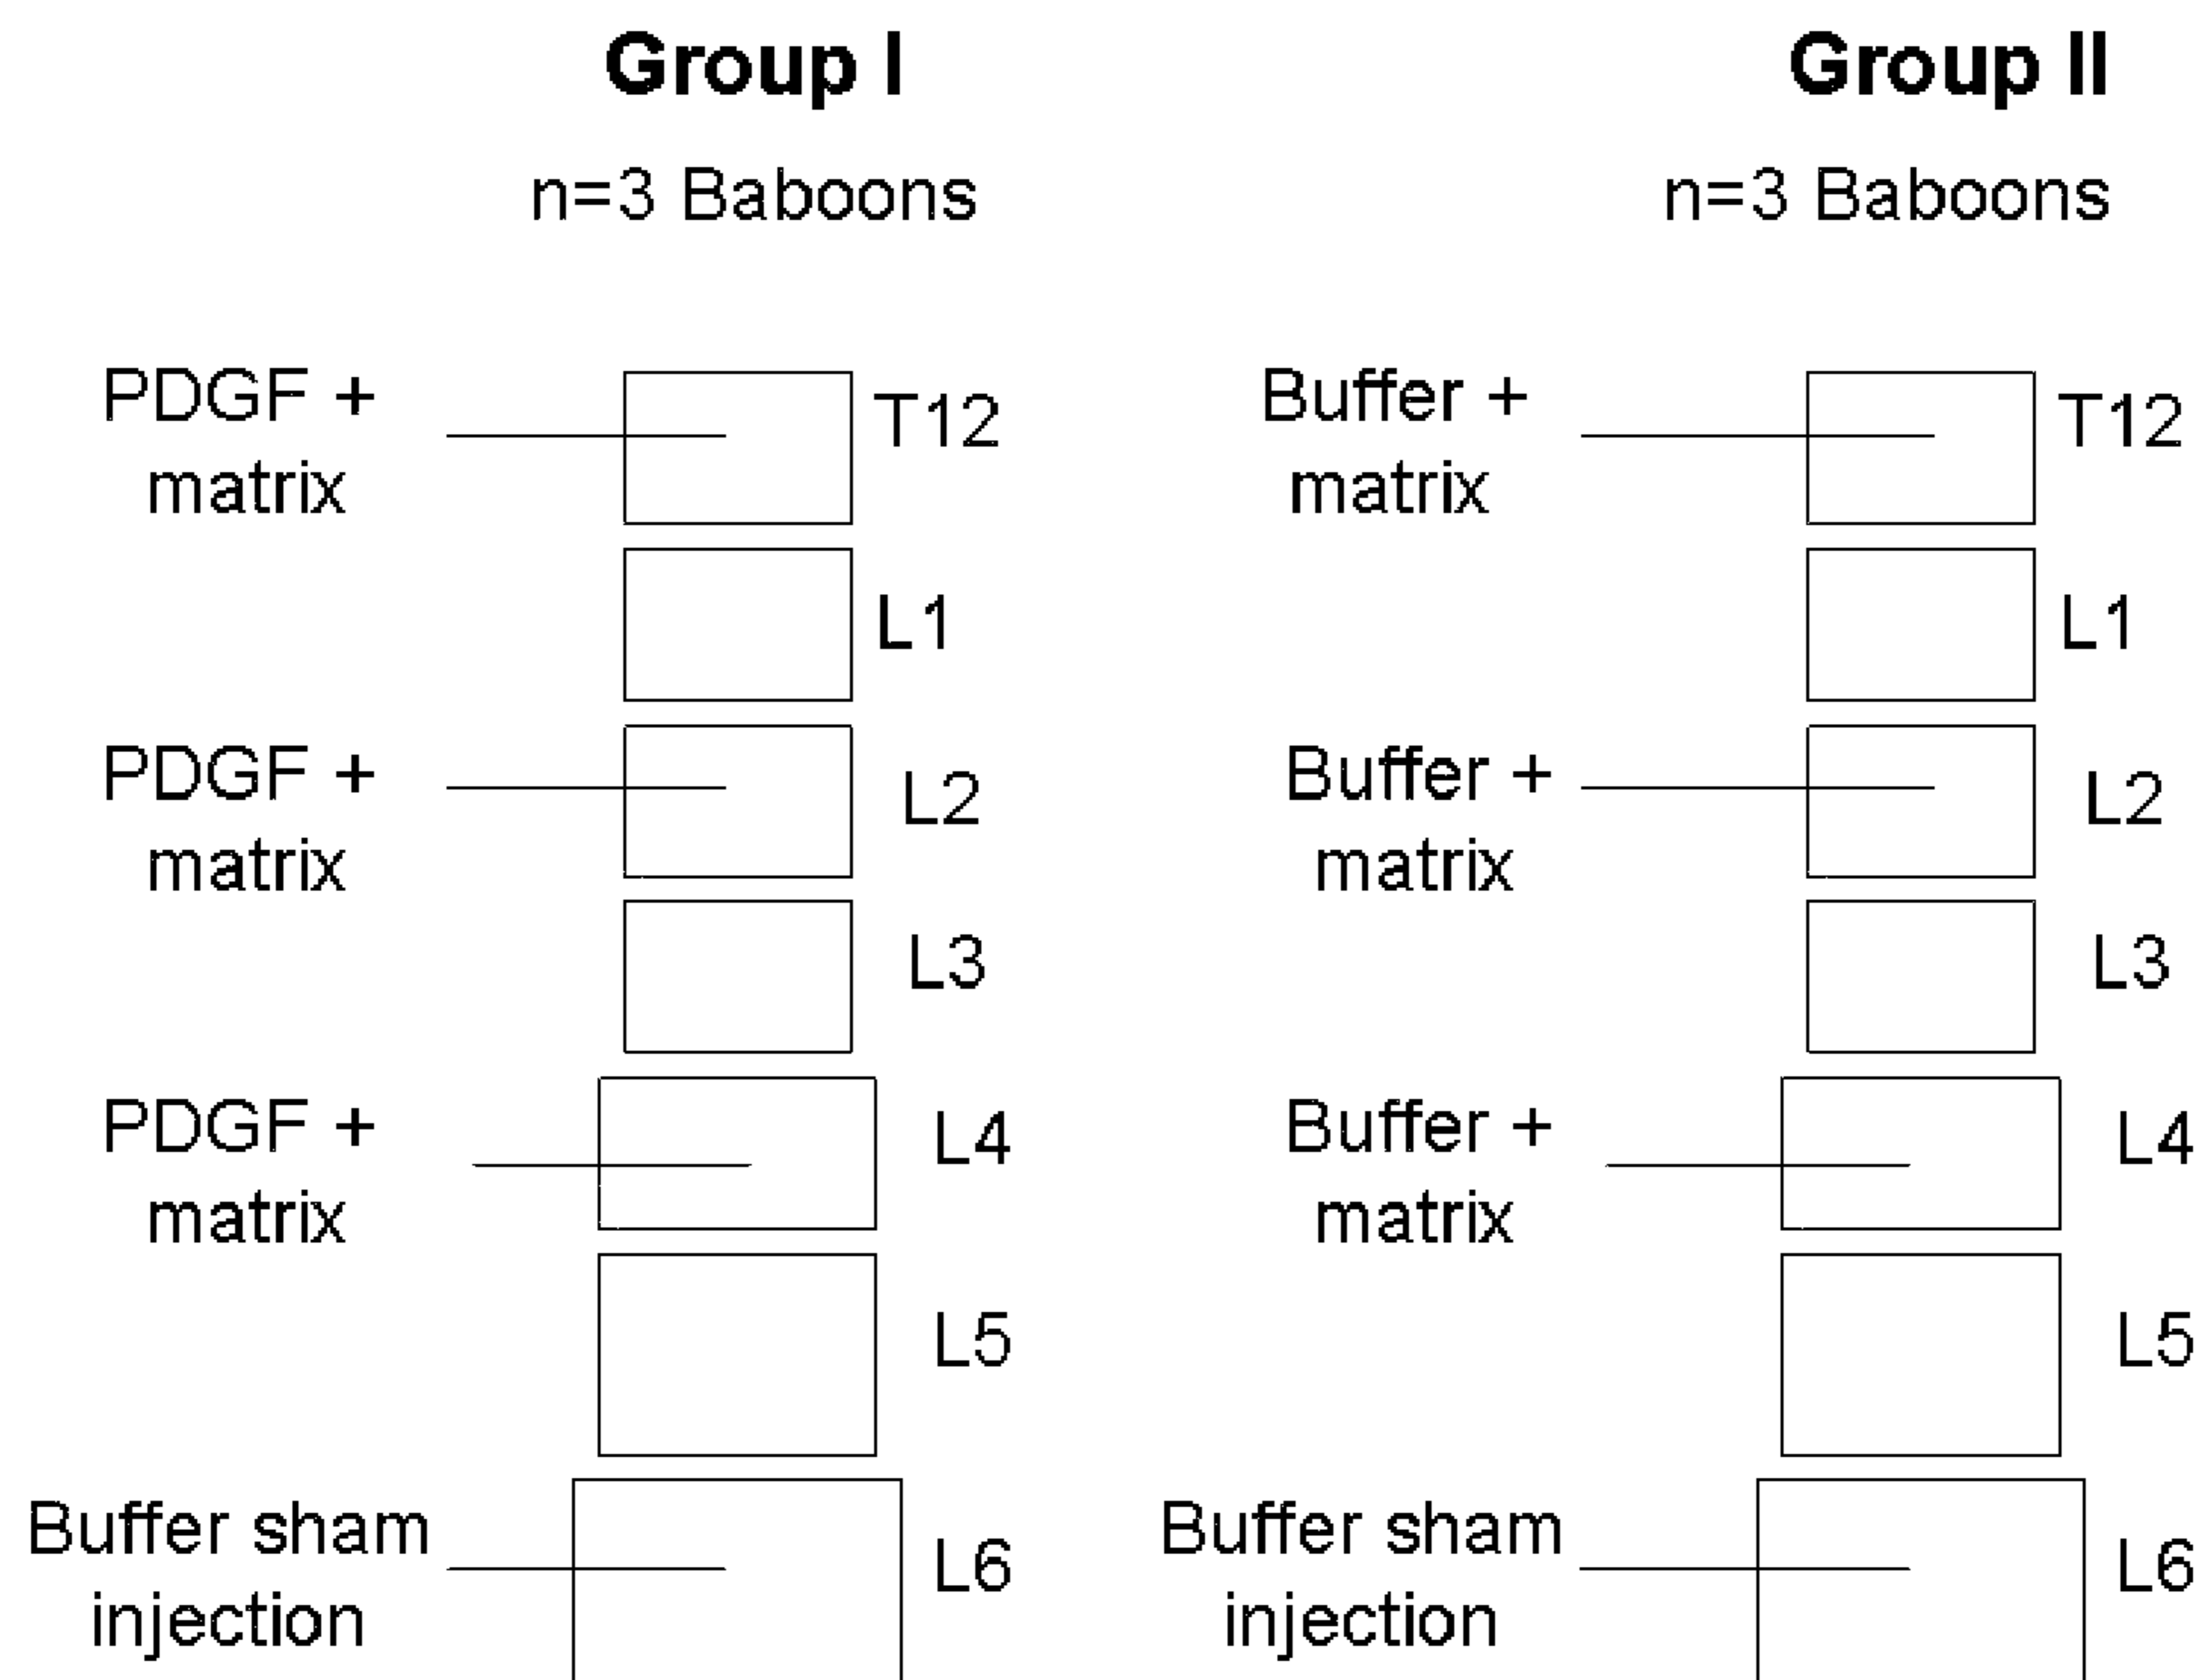 Group I
n=3 Baboons
PDGF +
matrix
T12
L1
PDGF +
matrix
L2
L3
PDGF +
matrix
L4
L5
Buffer sham
injection
L6
Group II
n=3 Baboons
Buffer +
matrix
T12
L1
Buffer +
matrix
L2
L3
Buffer +
matrix
L4
L5
Buffer sham
injection
L6